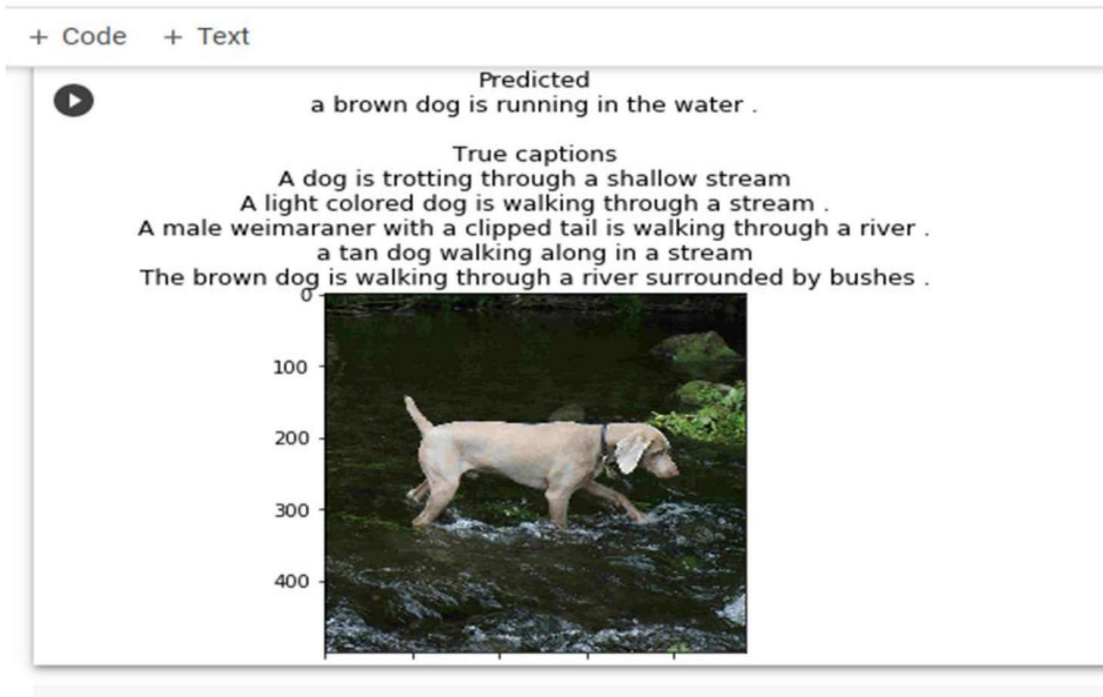 + Code + Text
Predicted
a brown dog is running in the water .
True captions
A dog is trotting through a shallow stream
A light colored dog is walking through a stream .
A male weimaraner with a clipped tail is walking through a river .
a tan dog walking along in a stream
The brown dog is walking through a river surrounded by bushes .
0
100
200
300
400